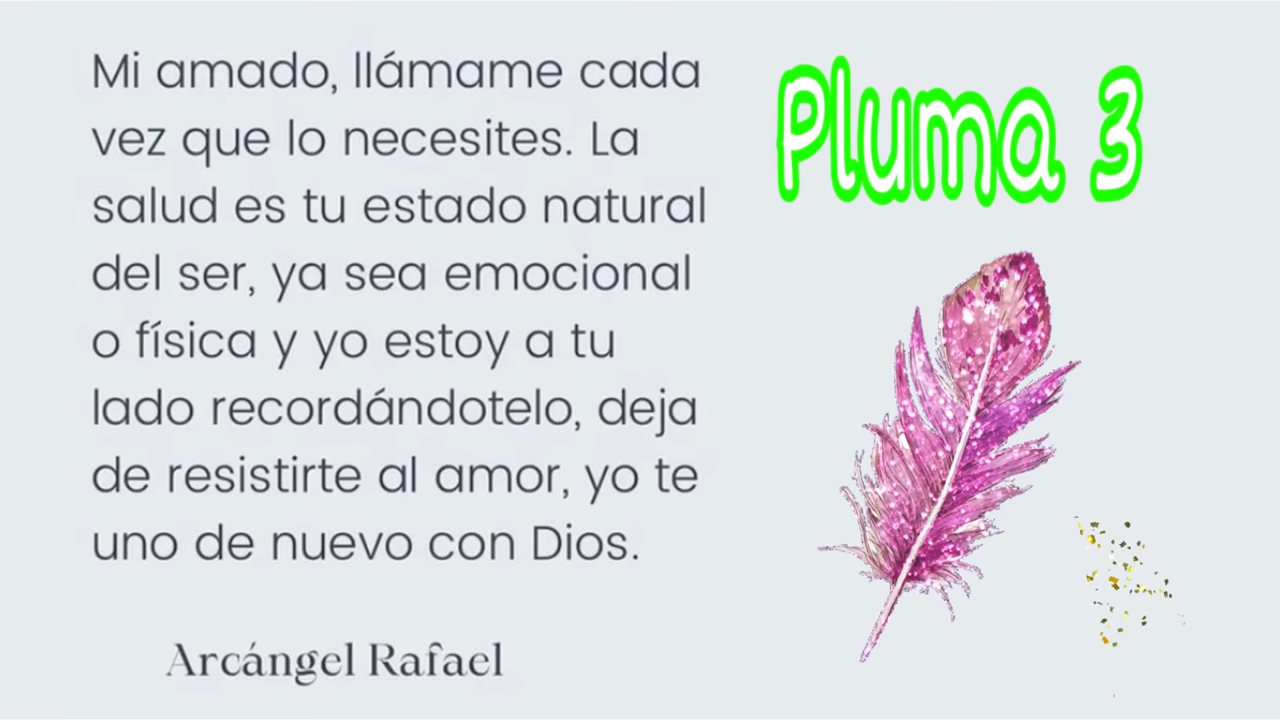 Mi amado, llámame cada
vez que lo necesites. La
salud es tu estado natural
del ser, ya sea emocional
o física y yo estoy a tu
lado recordándotelo, deja
de resistirte al amor, yo te
uno de nuevo con Dios.
Arcángel Rafael
Pluma 3